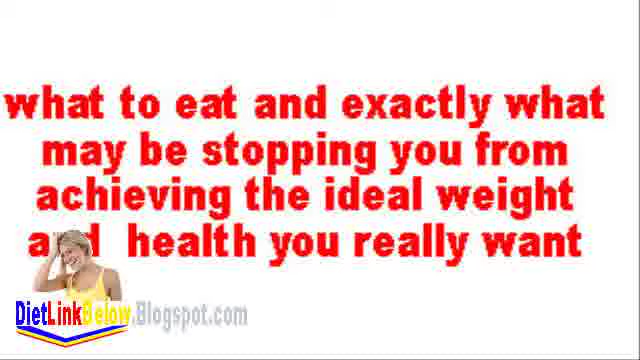 what to eat and exactly what
may be stopping you from
achieving the ideal weight
and health you really want
DietLinkBelow.Blogspot.com